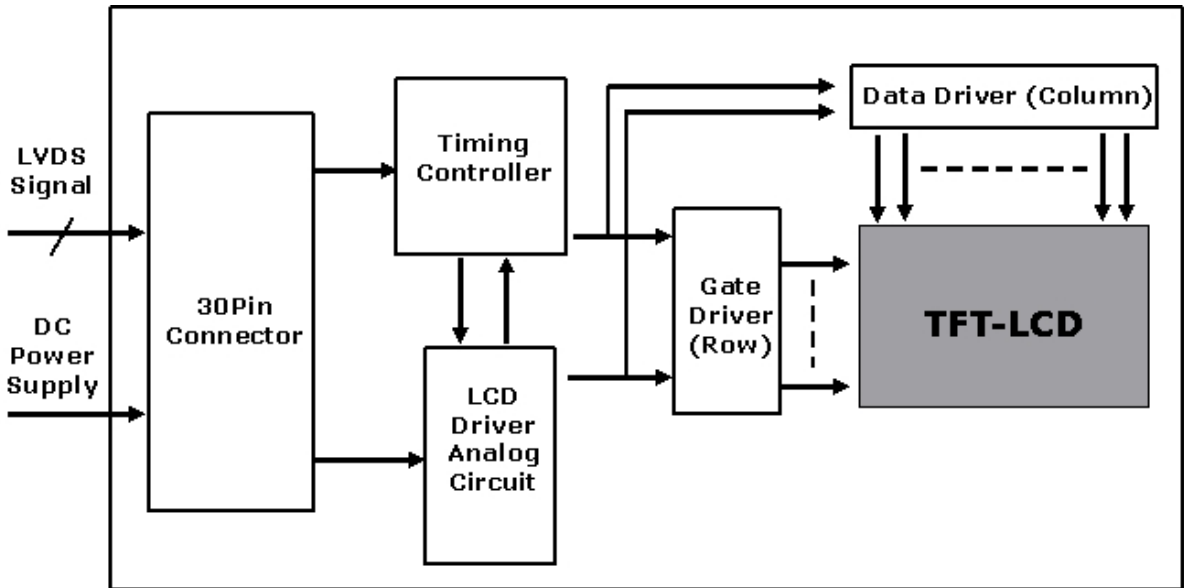 LVDS
Signal
DC
Power
Supply
30Pin
Connector
Timing
Controller
LCD
Driver
Analog
Circuit
Gate
Driver
(Row)
Data Driver (Column)
TFT-LCD